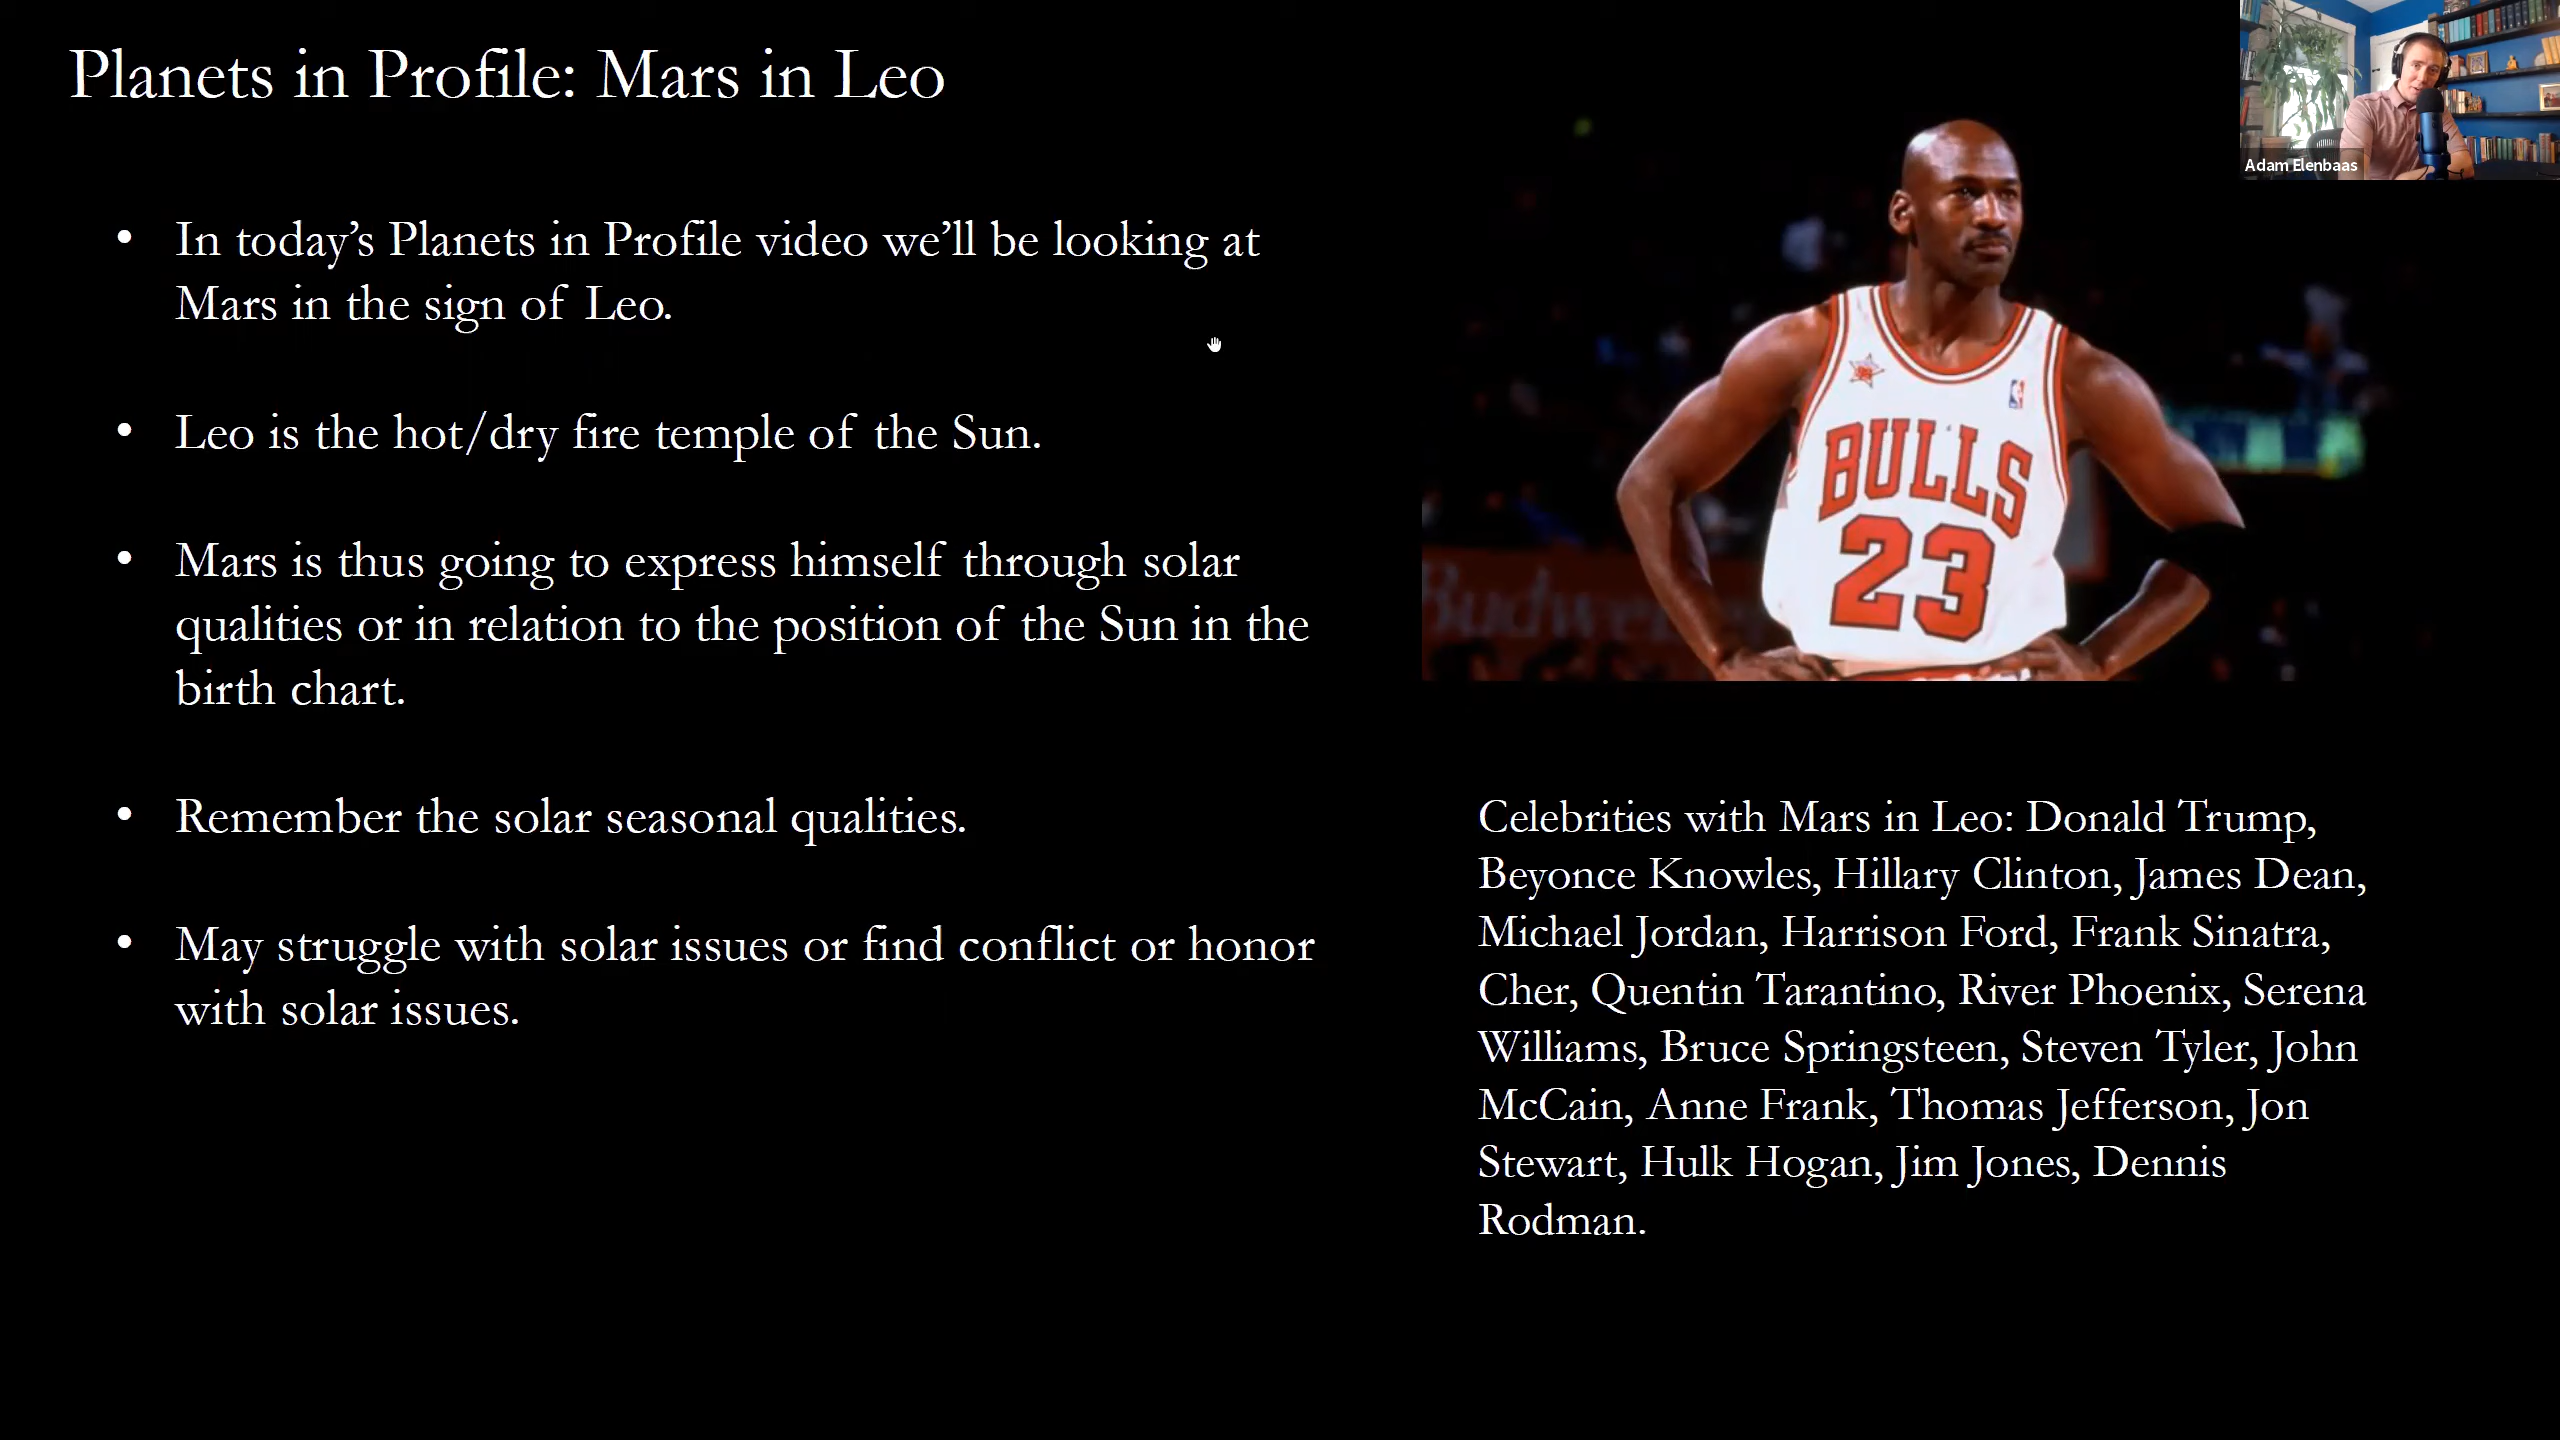 Planets in Profile: Mars in Leo
Adam Elenbaas
• In today’s Planets in Profile video we’ll be looking at
Mars in the sign of Leo.
• Leo is the hot/dry fire temple of the Sun.
• Mars is thus going to express himself through solar
qualities or in relation to the position of the Sun in the
birth chart.
• Remember the solar seasonal qualities.
• May struggle with solar issues or find conflict or honor
with solar issues.
BULLS
23
Budweiser
Celebrities with Mars in Leo: Donald Trump,
Beyonce Knowles, Hillary Clinton, James Dean,
Michael Jordan, Harrison Ford, Frank Sinatra,
Cher, Quentin Tarantino, River Phoenix, Serena
Williams, Bruce Springsteen, Steven Tyler, John
McCain, Anne Frank, Thomas Jefferson, Jon
Stewart, Hulk Hogan, Jim Jones, Dennis
Rodman.